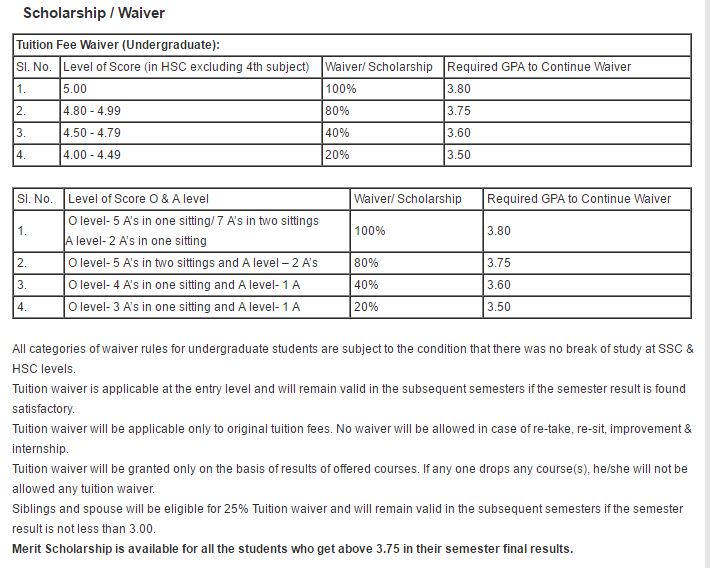 Scholarship / Waiver
Tuition Fee Waiver (Undergraduate):
Sl. No. Level of Score (in HSC excluding 4th subject) Waiver/ Scholarship Required GPA to Continue Waiver
1. 5.00 100% 3.80
2. 4.80 - 4.99 80% 3.75
3. 4.50 - 4.79 40% 3.60
4. 4.00 - 4.49 20% 3.50
Sl. No. Level of Score O & A level Waiver/ Scholarship Required GPA to Continue Waiver
1. O level- 5 A's in one sitting/ 7 A's in two sittings
A level- 2 A's in one sitting 100% 3.80
2. O level- 5 A's in two sittings and A level – 2 A's 80% 3.75
3. O level- 4 A's in one sitting and A level- 1 A 40% 3.60
4. O level- 3 A's in one sitting and A level- 1 A 20% 3.50
All categories of waiver rules for undergraduate students are subject to the condition that there was no break of study at SSC &
HSC levels.
Tuition waiver is applicable at the entry level and will remain valid in the subsequent semesters if the semester result is found
satisfactory.
Tuition waiver will be applicable only to original tuition fees. No waiver will be allowed in case of re-take, re-sit, improvement &
internship.
Tuition waiver will be granted only on the basis of results of offered courses. If any one drops any course(s), he/she will not be
allowed any tuition waiver.
Siblings and spouse will be eligible for 25% Tuition waiver and will remain valid in the subsequent semesters if the semester
result is not less than 3.00.
Merit Scholarship is available for all the students who get above 3.75 in their semester final results.